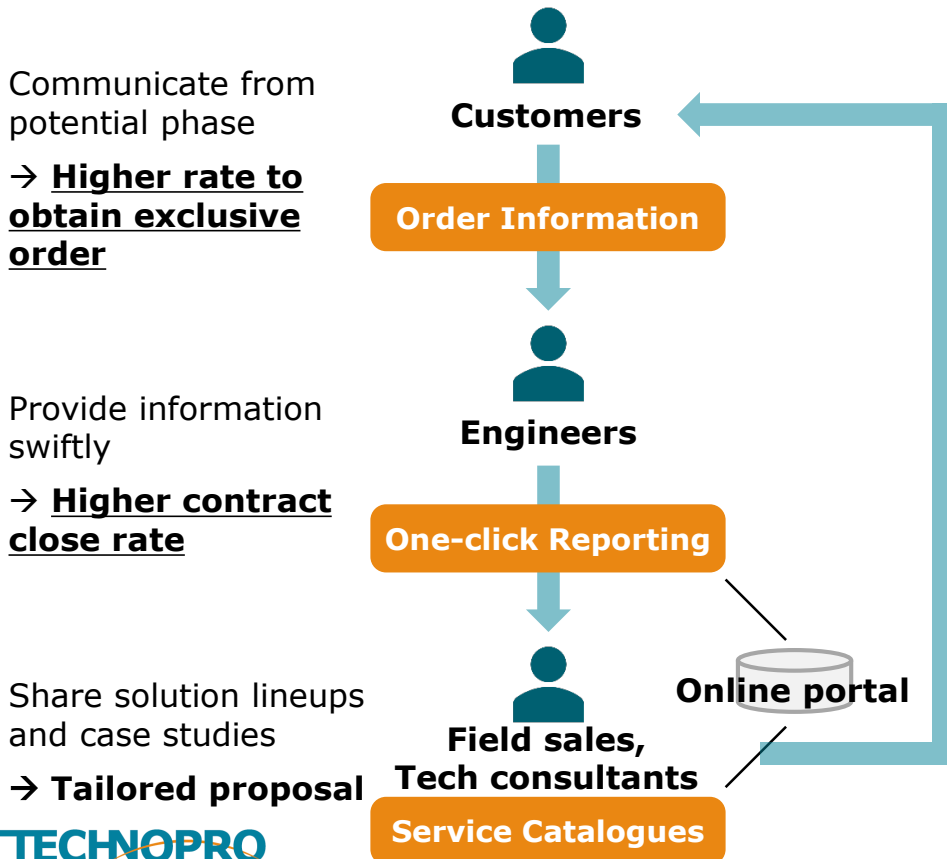 Customers
Communicate from
potential phase
→ Higher rate to
obtain exclusive
order
Order Information
Engineers
Provide information
swiftly
→ Higher contract
close rate
One-click Reporting
Online portal
Share solution lineups
and case studies
→ Tailored proposal
Field sales,
Tech consultants
Service Catalogues
TECHNOPRO